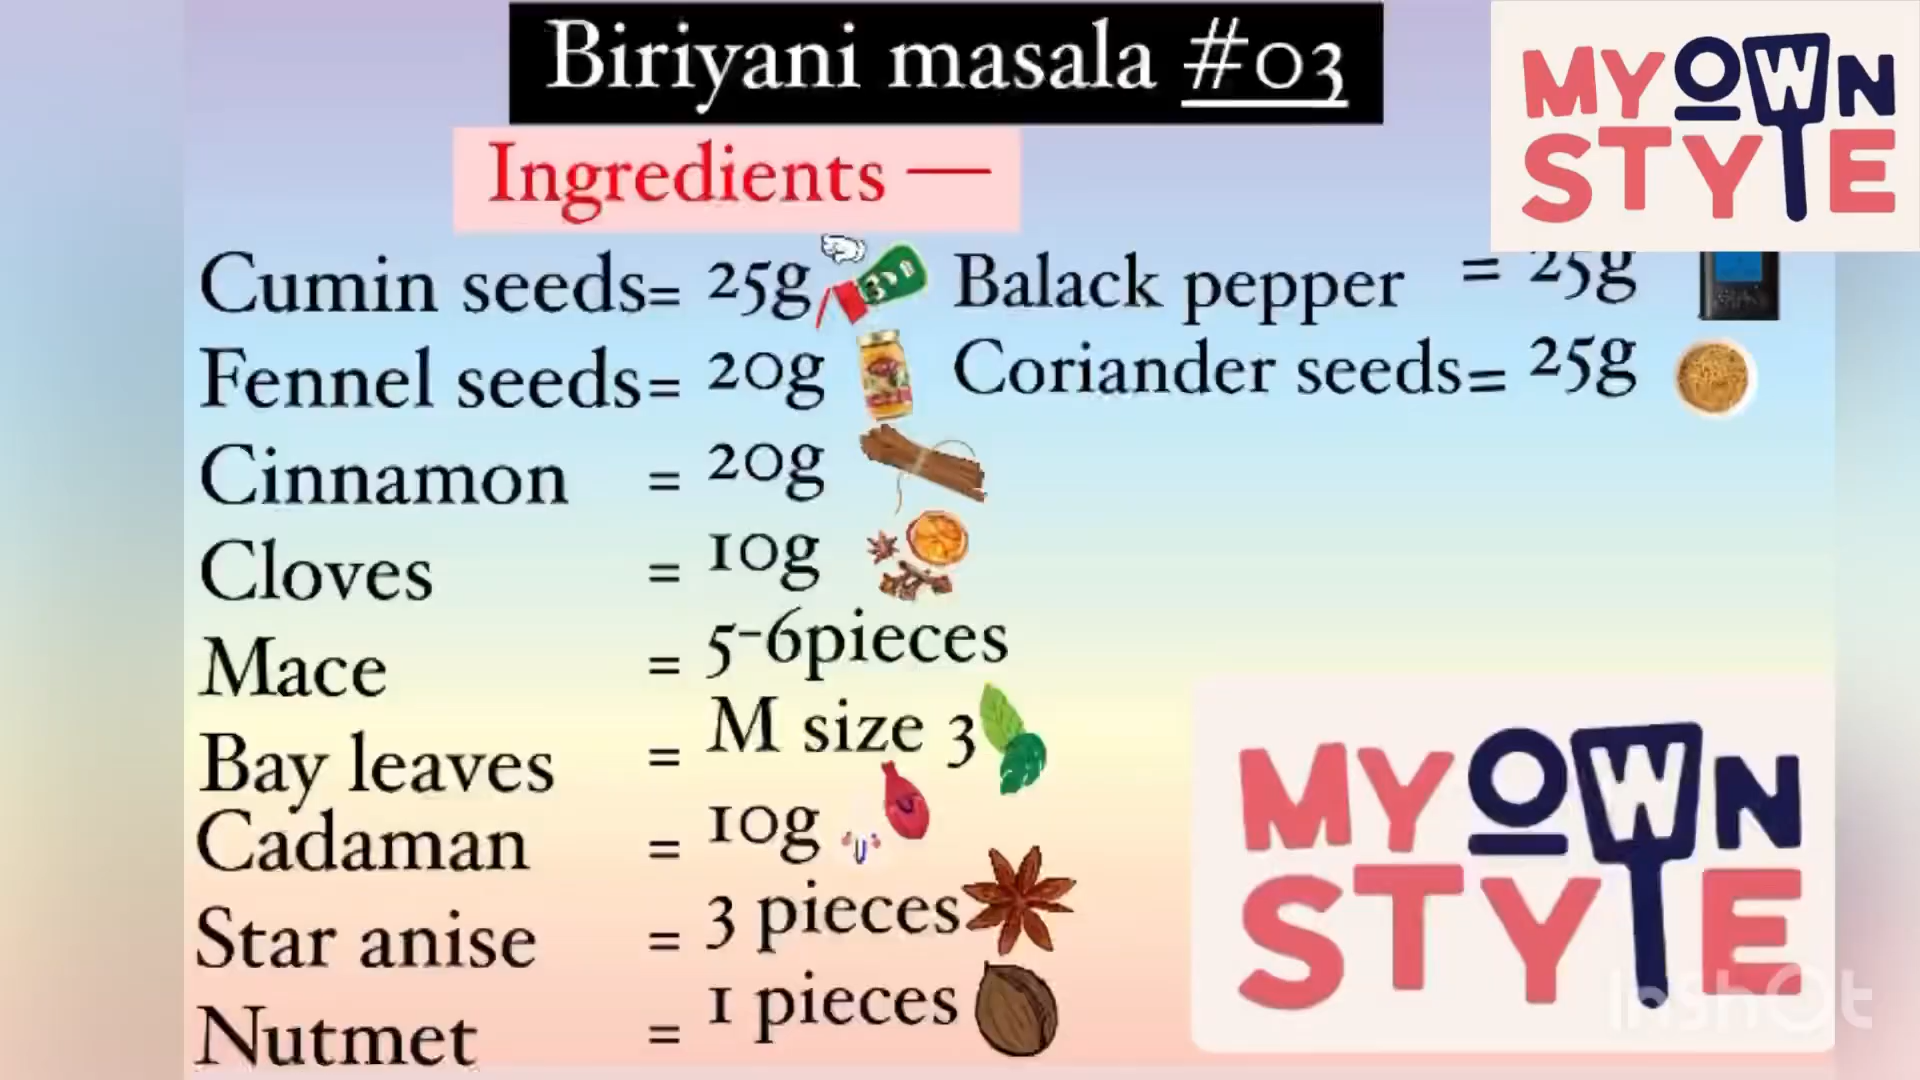 Biriyani masala #03
MY OWN
STYLE
Ingredients —
Cumin seeds= 25g
Fennel seeds= 20g
Cinnamon = 20g
Cloves = 10g
Mace = 5-6pieces
Bay leaves = M size 3
Cadaman = 10g
Star anise = 3 pieces
Nutmet = 1 pieces
Balack pepper = 25g
Coriander seeds= 25g
MY OWN
STYLE
InShot